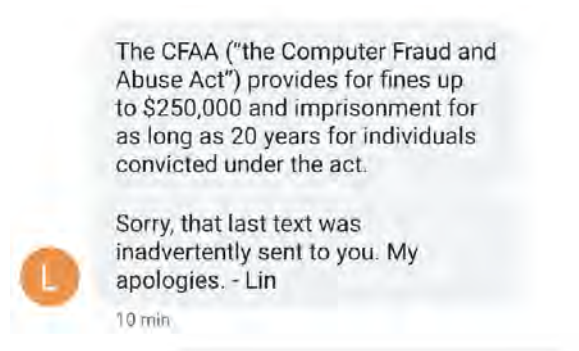 The CFAA ("the Computer Fraud and
Abuse Act") provides for fines up
to $250,000 and imprisonment for
as long as 20 years for individuals
convicted under the act.
Sorry, that last text was
inadvertently sent to you. My
apologies. - Lin
L
10 min